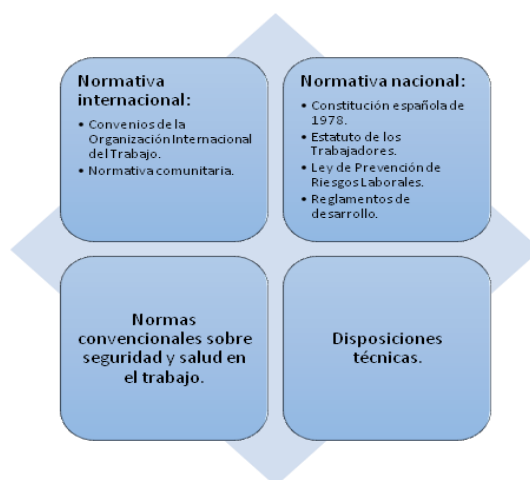 Normativa
internacional:
• Convenios de la
Organización Internacional
del Trabajo.
• Normativa comunitaria.
Normativa nacional:
• Constitución española de
1978.
• Estatuto de los
Trabajadores.
• Ley de Prevención de
Riesgos Laborales.
• Reglamentos de
desarrollo.
Normas
convencionales sobre
seguridad y salud en
el trabajo.
Disposiciones
técnicas.